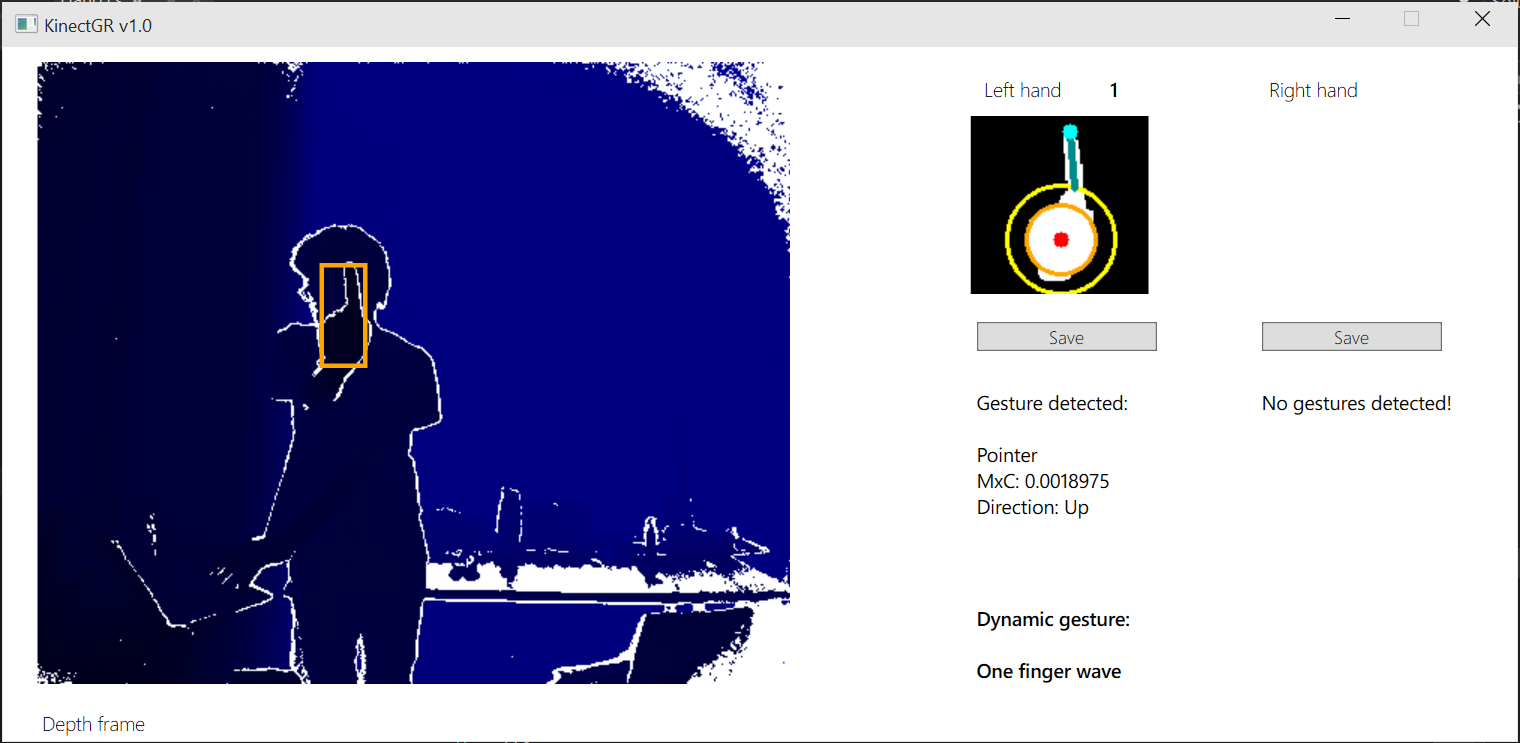 KinectGR v1.0
Left hand 1
Right hand
Save
Save
Gesture detected:
No gestures detected!
Pointer
MxC: 0.0018975
Direction: Up
Dynamic gesture:
One finger wave
Depth frame